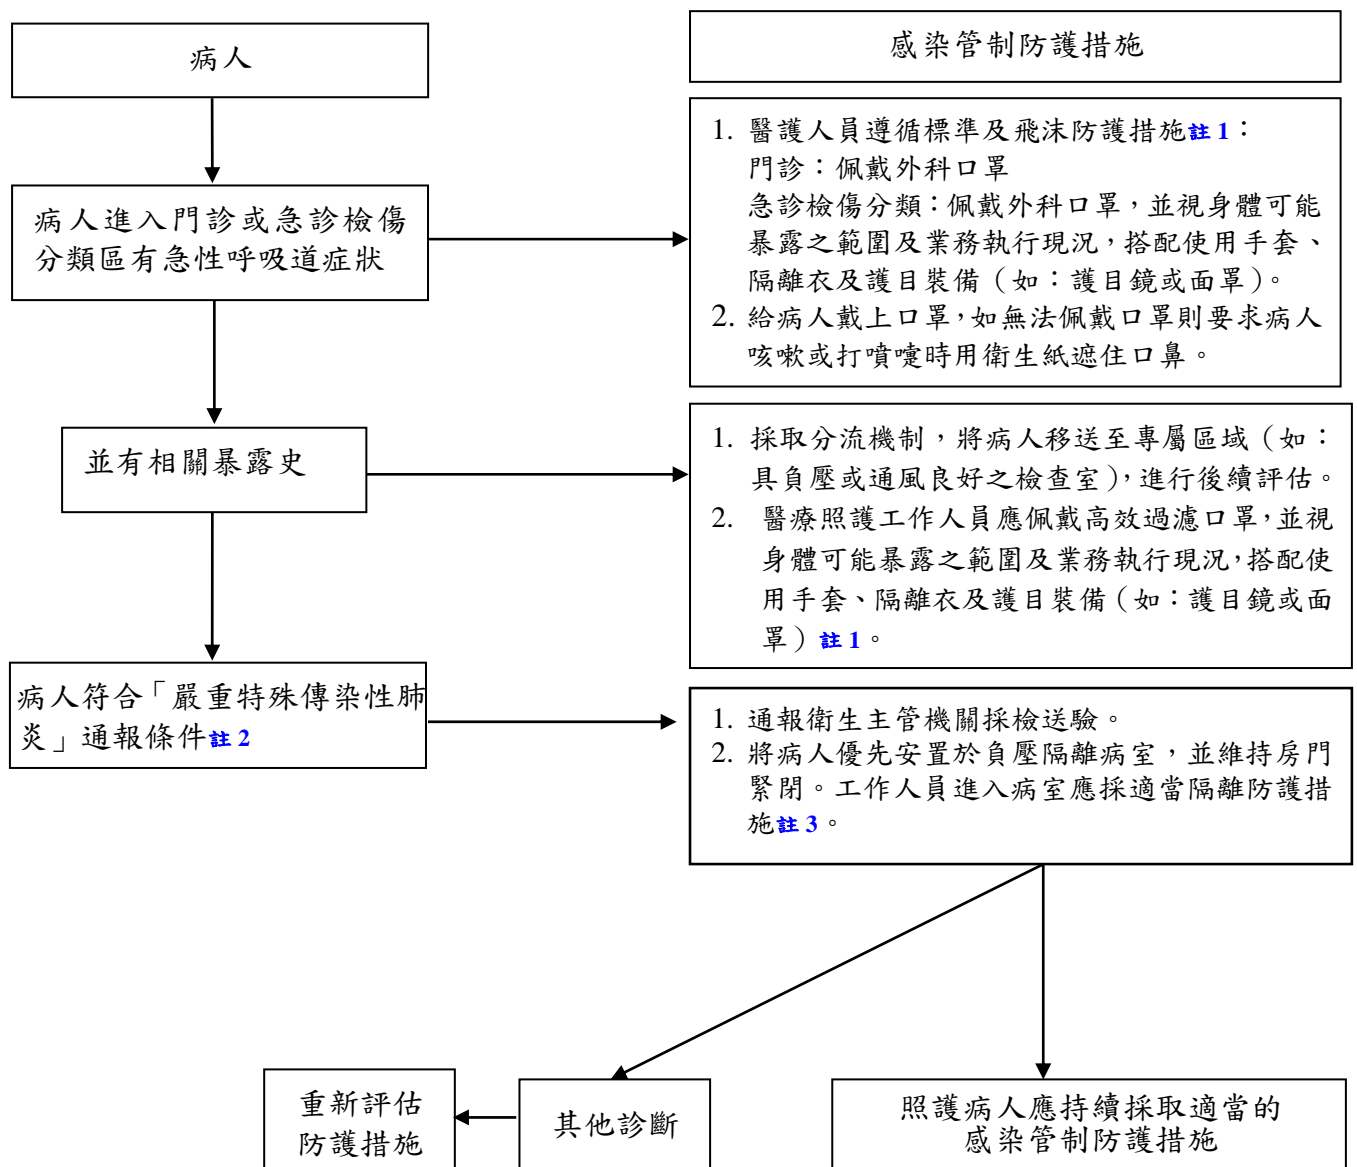 病人
感染管制防護措施
1. 醫護人員遵循標準及飛沫防護措施註 1：
門診：佩戴外科口罩
急診檢傷分類：佩戴外科口罩，並視身體可能
暴露之範圍及業務執行現況，搭配使用手套、
隔離衣及護目裝備（如：護目鏡或面罩）。
2. 給病人戴上口罩，如無法佩戴口罩則要求病人
咳嗽或打噴嚏時用衛生紙遮住口鼻。
病人進入門診或急診檢傷
分類區有急性呼吸道症狀
並有相關暴露史
1. 採取分流機制，將病人移送至專屬區域（如：
具負壓或通風良好之檢查室），進行後續評估。
2. 醫療照護工作人員應佩戴高效過濾口罩，並視
身體可能暴露之範圍及業務執行現況，搭配使
用手套、隔離衣及護目裝備（如：護目鏡或面
罩）註 1。
病人符合「嚴重特殊傳染性肺
炎」通報條件註 2
1. 通報衛生主管機關採檢送驗。
2. 將病人優先安置於負壓隔離病室，並維持房門
緊閉。工作人員進入病室應採適當隔離防護措
施註 3。
重新評估
防護措施
其他診斷
照護病人應持續採取適當的
感染管制防護措施